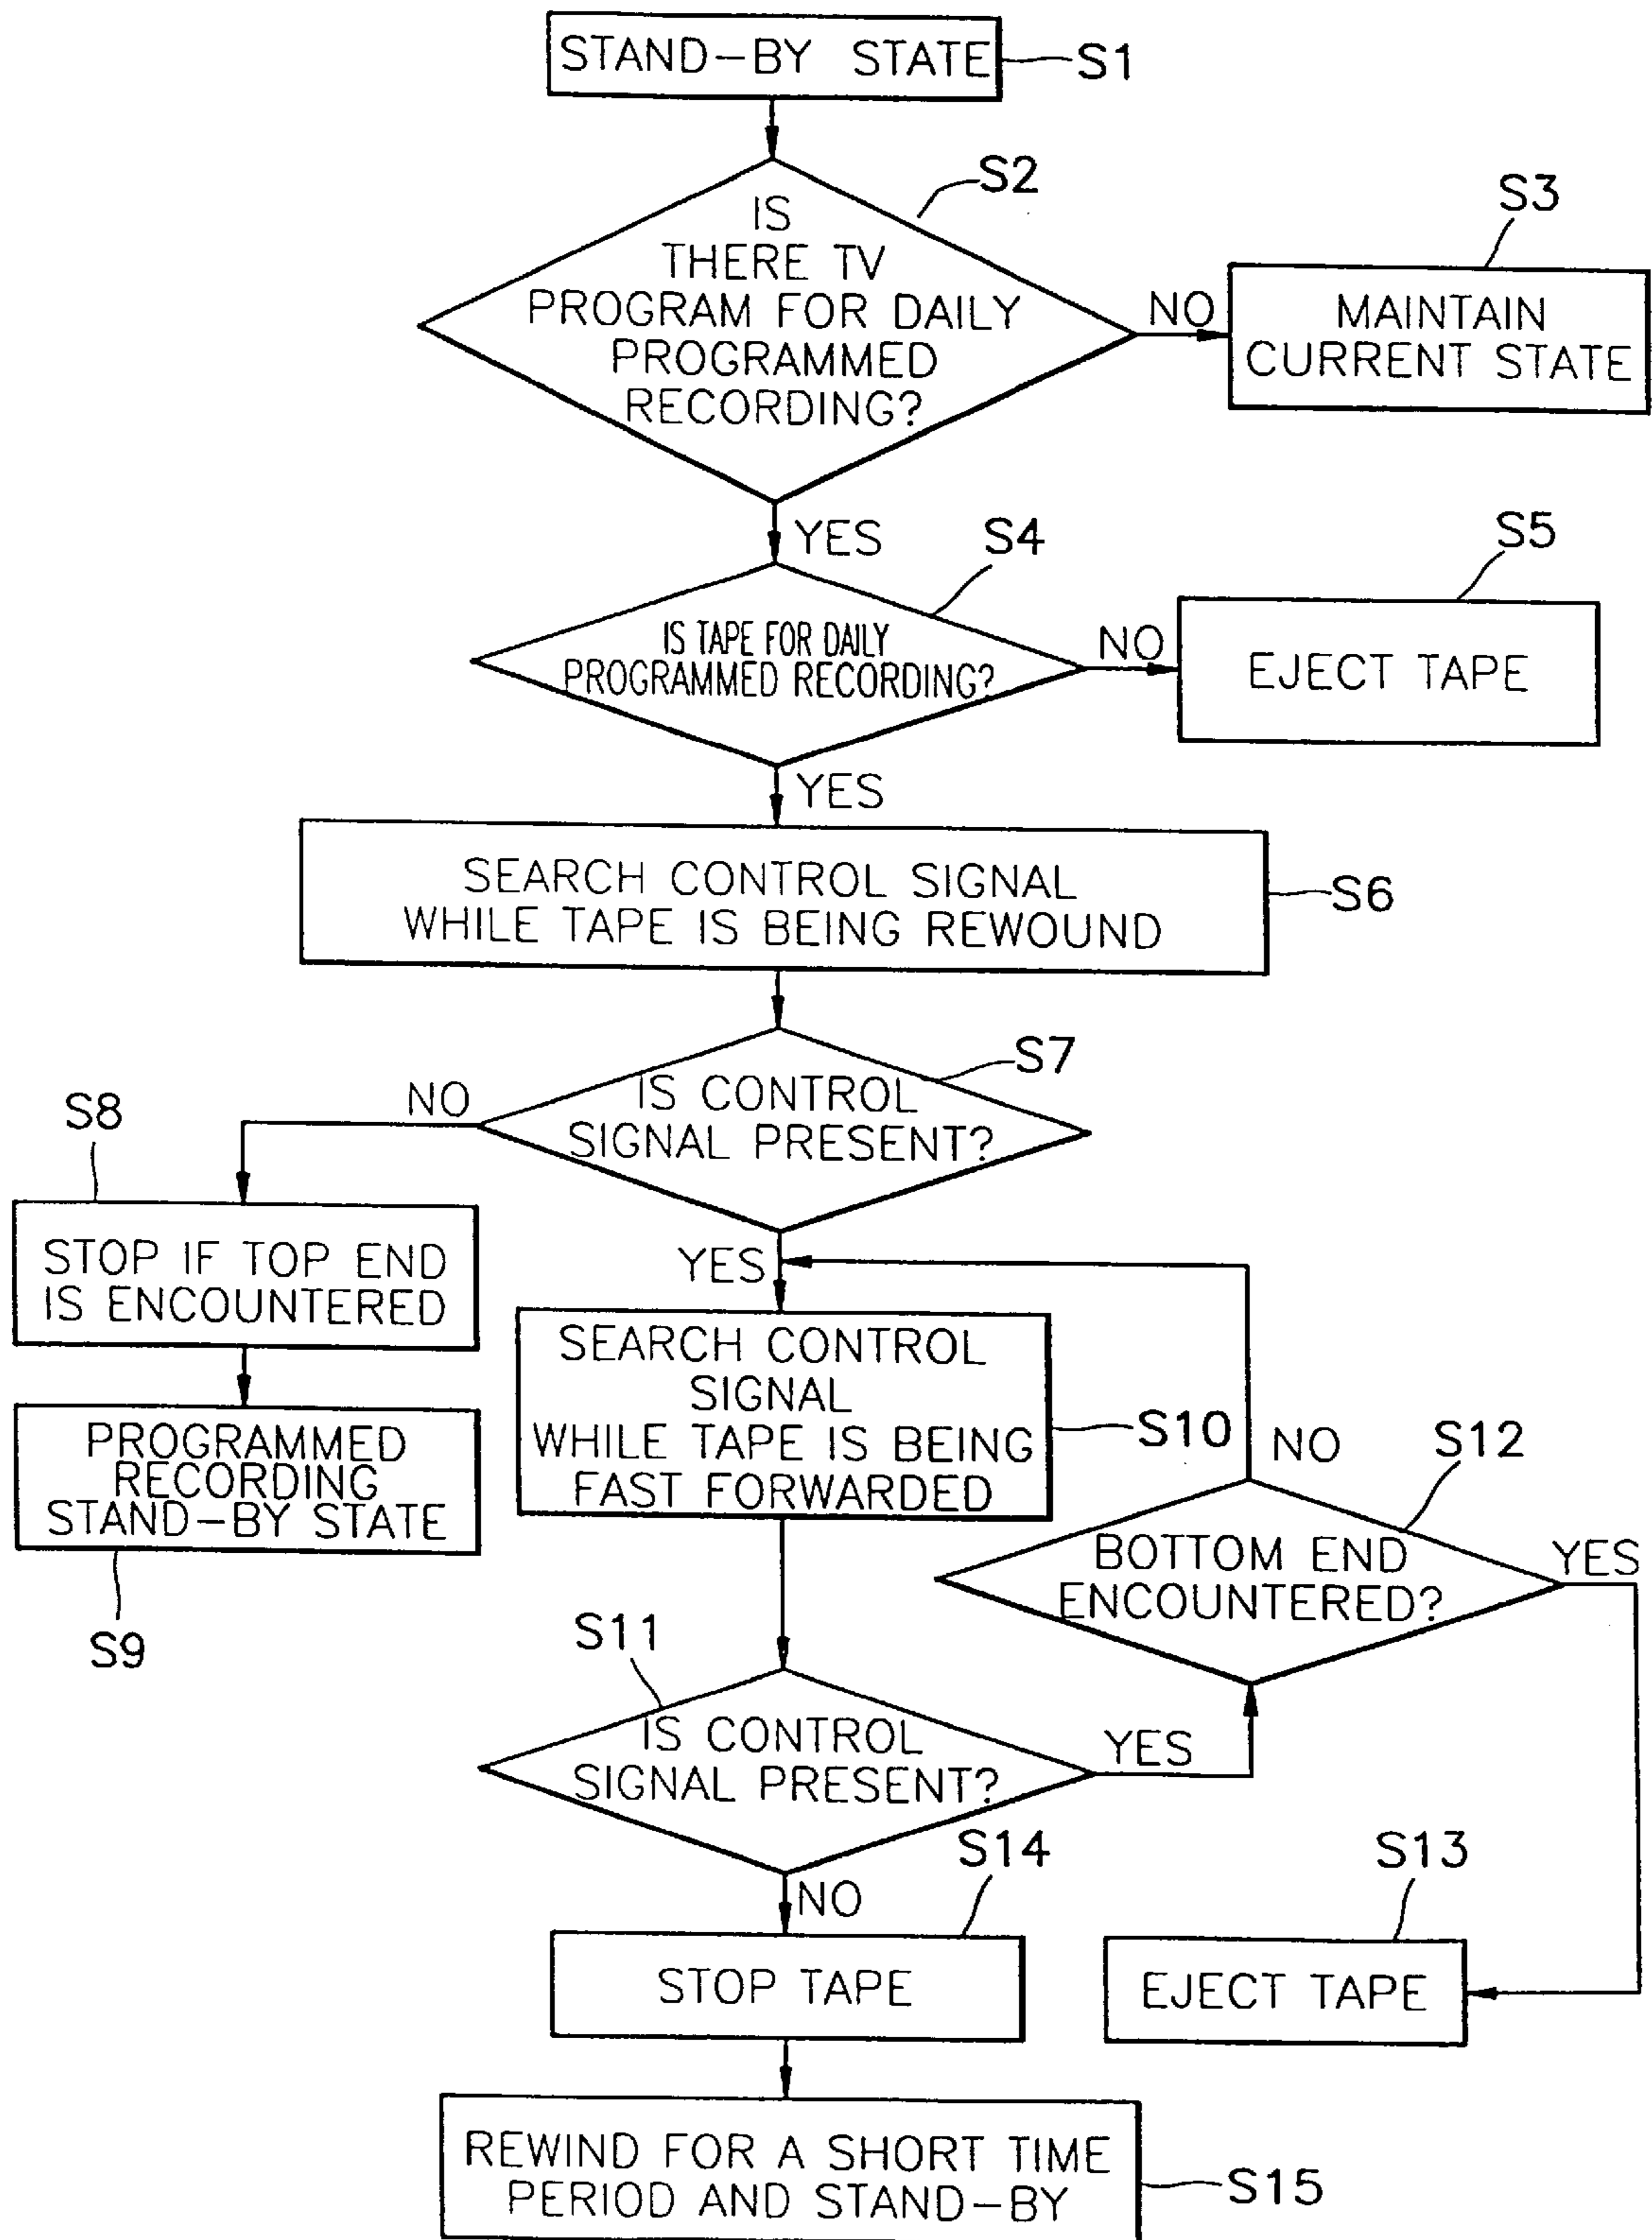 STAND-BY STATE
S1
S2
IS
THERE TV
PROGRAM FOR DAILY
PROGRAMMED
RECORDING?
NO
S3
MAINTAIN
CURRENT STATE
YES
S4
IS TAPE FOR DAILY
PROGRAMMED RECORDING?
NO
S5
EJECT TAPE
YES
SEARCH CONTROL SIGNAL
WHILE TAPE IS BEING REWOUND
S6
S7
IS CONTROL
SIGNAL PRESENT?
NO
S8
STOP IF TOP END
IS ENCOUNTERED
PROGRAMMED
RECORDING
STAND-BY STATE
S9
YES
SEARCH CONTROL
SIGNAL
WHILE TAPE IS BEING
FAST FORWARDED
S10
NO
S12
BOTTOM END
ENCOUNTERED?
YES
S11
IS CONTROL
SIGNAL PRESENT?
YES
NO
S14
STOP TAPE
S13
EJECT TAPE
REWIND FOR A SHORT TIME
PERIOD AND STAND-BY
S15